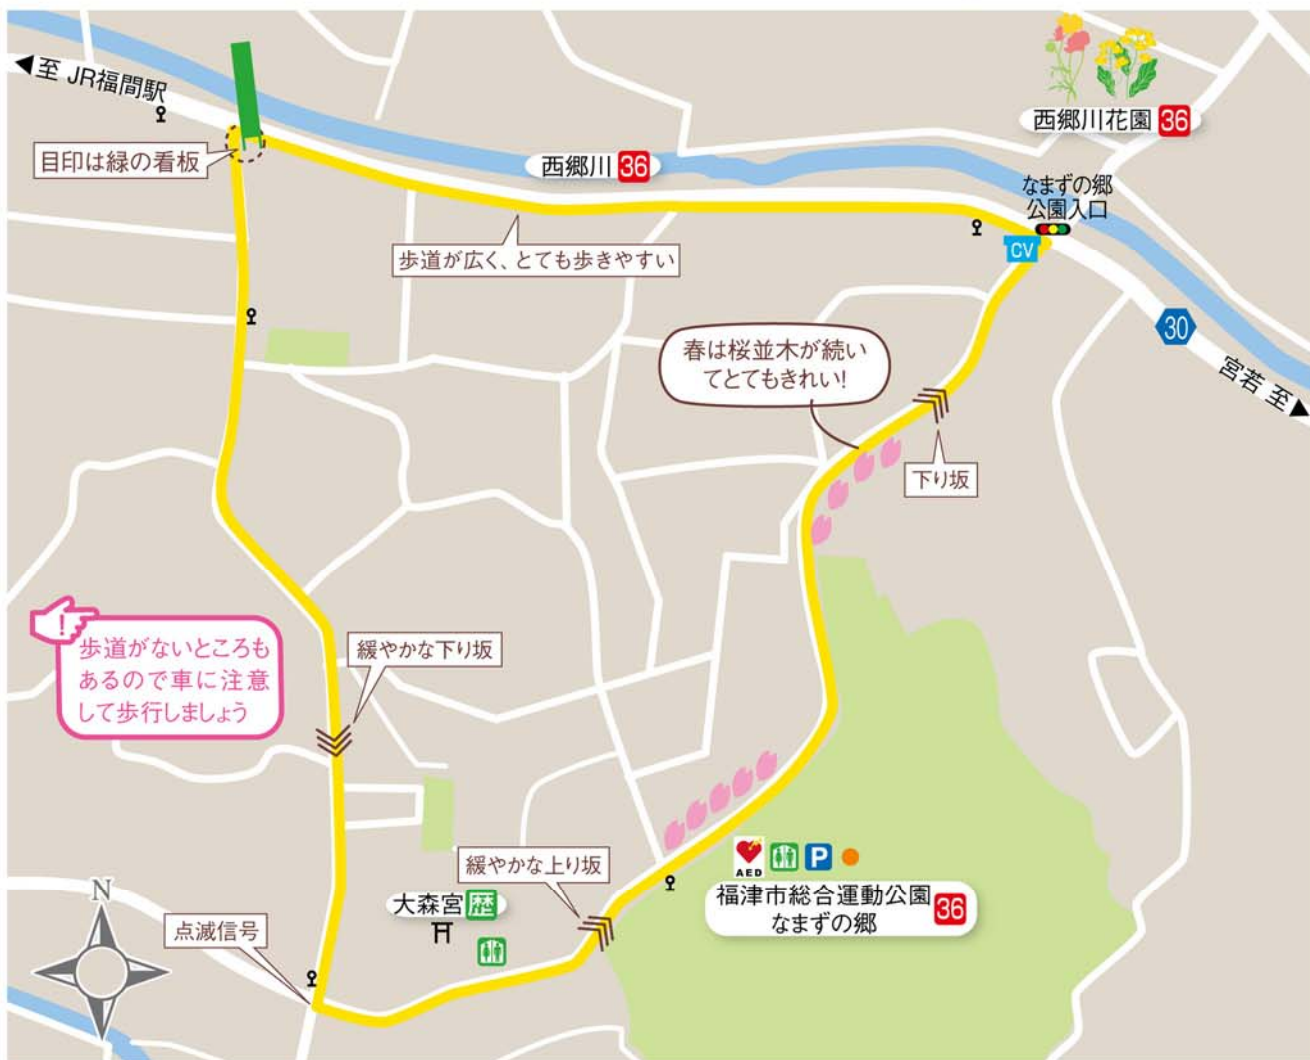 至 JR福間駅
目印は緑の看板
西郷川 36
西郷川花園 36
なまずの郷
公園入口
CV
歩道が広く、とても歩きやすい
30
宮若 至
春は桜並木が続い
てとてもきれい!
下り坂
!
歩道がないところも
あるので車に注意
して歩行しましょう
緩やかな下り坂
AED
P
福津市総合運動公園
なまずの郷
36
緩やかな上り坂
大森宮 歴
点滅信号
N